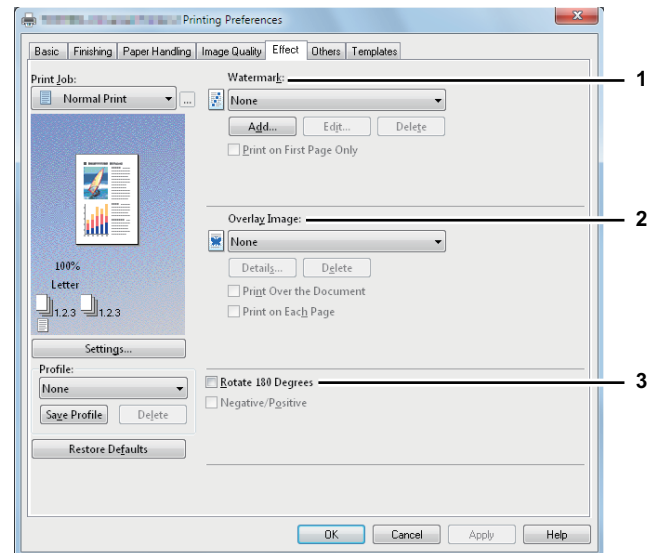 Printing Preferences
Basic Finishing Paper Handling Image Quality Effect Others Templates
Print Job:
Normal Print
...
100%
Letter
1.2.3 1.2.3
Settings...
Profile:
None
Save Profile Delete
Restore Defaults
Watermark: 1
None
Add... Edit... Delete
Print on First Page Only
Overlay Image: 2
None
Details... Delete
Print Over the Document
Print on Each Page
Rotate 180 Degrees 3
Negative/Positive
OK Cancel Apply Help